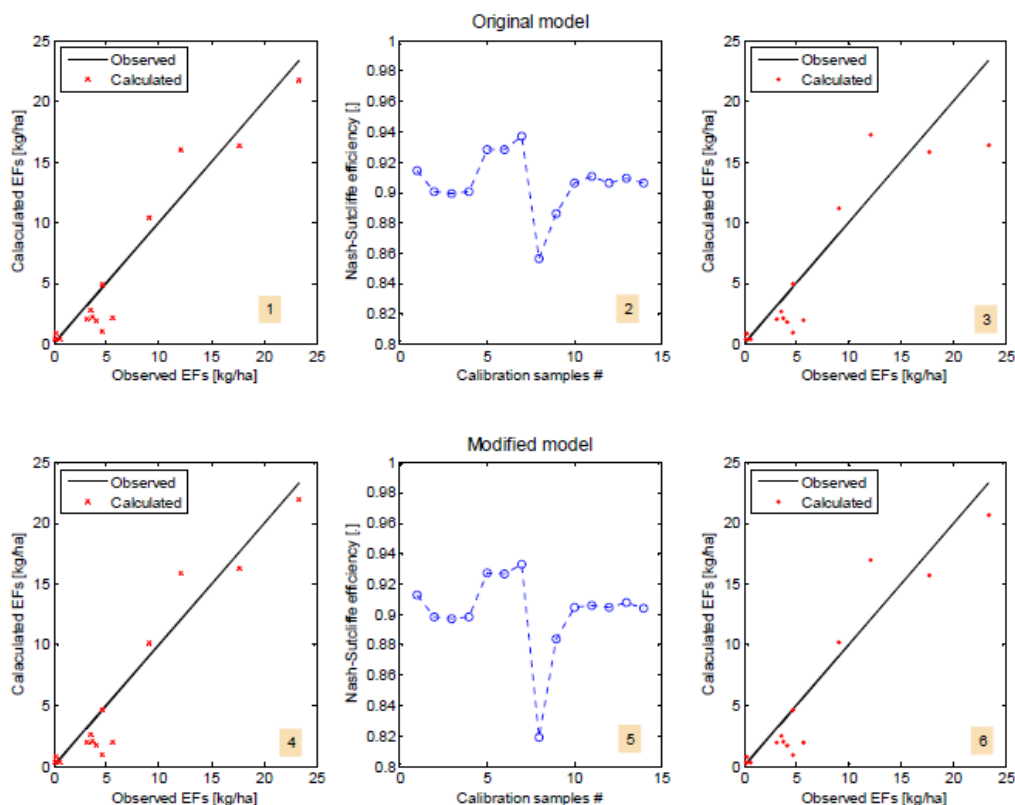 Original model
25
20
15
10
5
0
Calaculated EFs [kg/ha]
Observed
Calculated
1
0 5 10 15 20 25
Observed EFs [kg/ha]
1
0.98
0.96
0.94
0.92
0.9
0.88
0.86
0.84
0.82
0.8
Nash-Sutcliffe efficiency [.]
2
0 5 10 15
Calibration samples #
25
20
15
10
5
0
Calaculated EFs [kg/ha]
Observed
Calculated
3
0 5 10 15 20 25
Observed EFs [kg/ha]
Modified model
25
20
15
10
5
0
Calaculated EFs [kg/ha]
Observed
Calculated
4
0 5 10 15 20 25
Observed EFs [kg/ha]
1
0.98
0.96
0.94
0.92
0.9
0.88
0.86
0.84
0.82
0.8
Nash-Sutcliffe efficiency [.]
5
0 5 10 15
Calibration samples #
25
20
15
10
5
0
Calaculated EFs [kg/ha]
Observed
Calculated
6
0 5 10 15 20 25
Observed EFs [kg/ha]